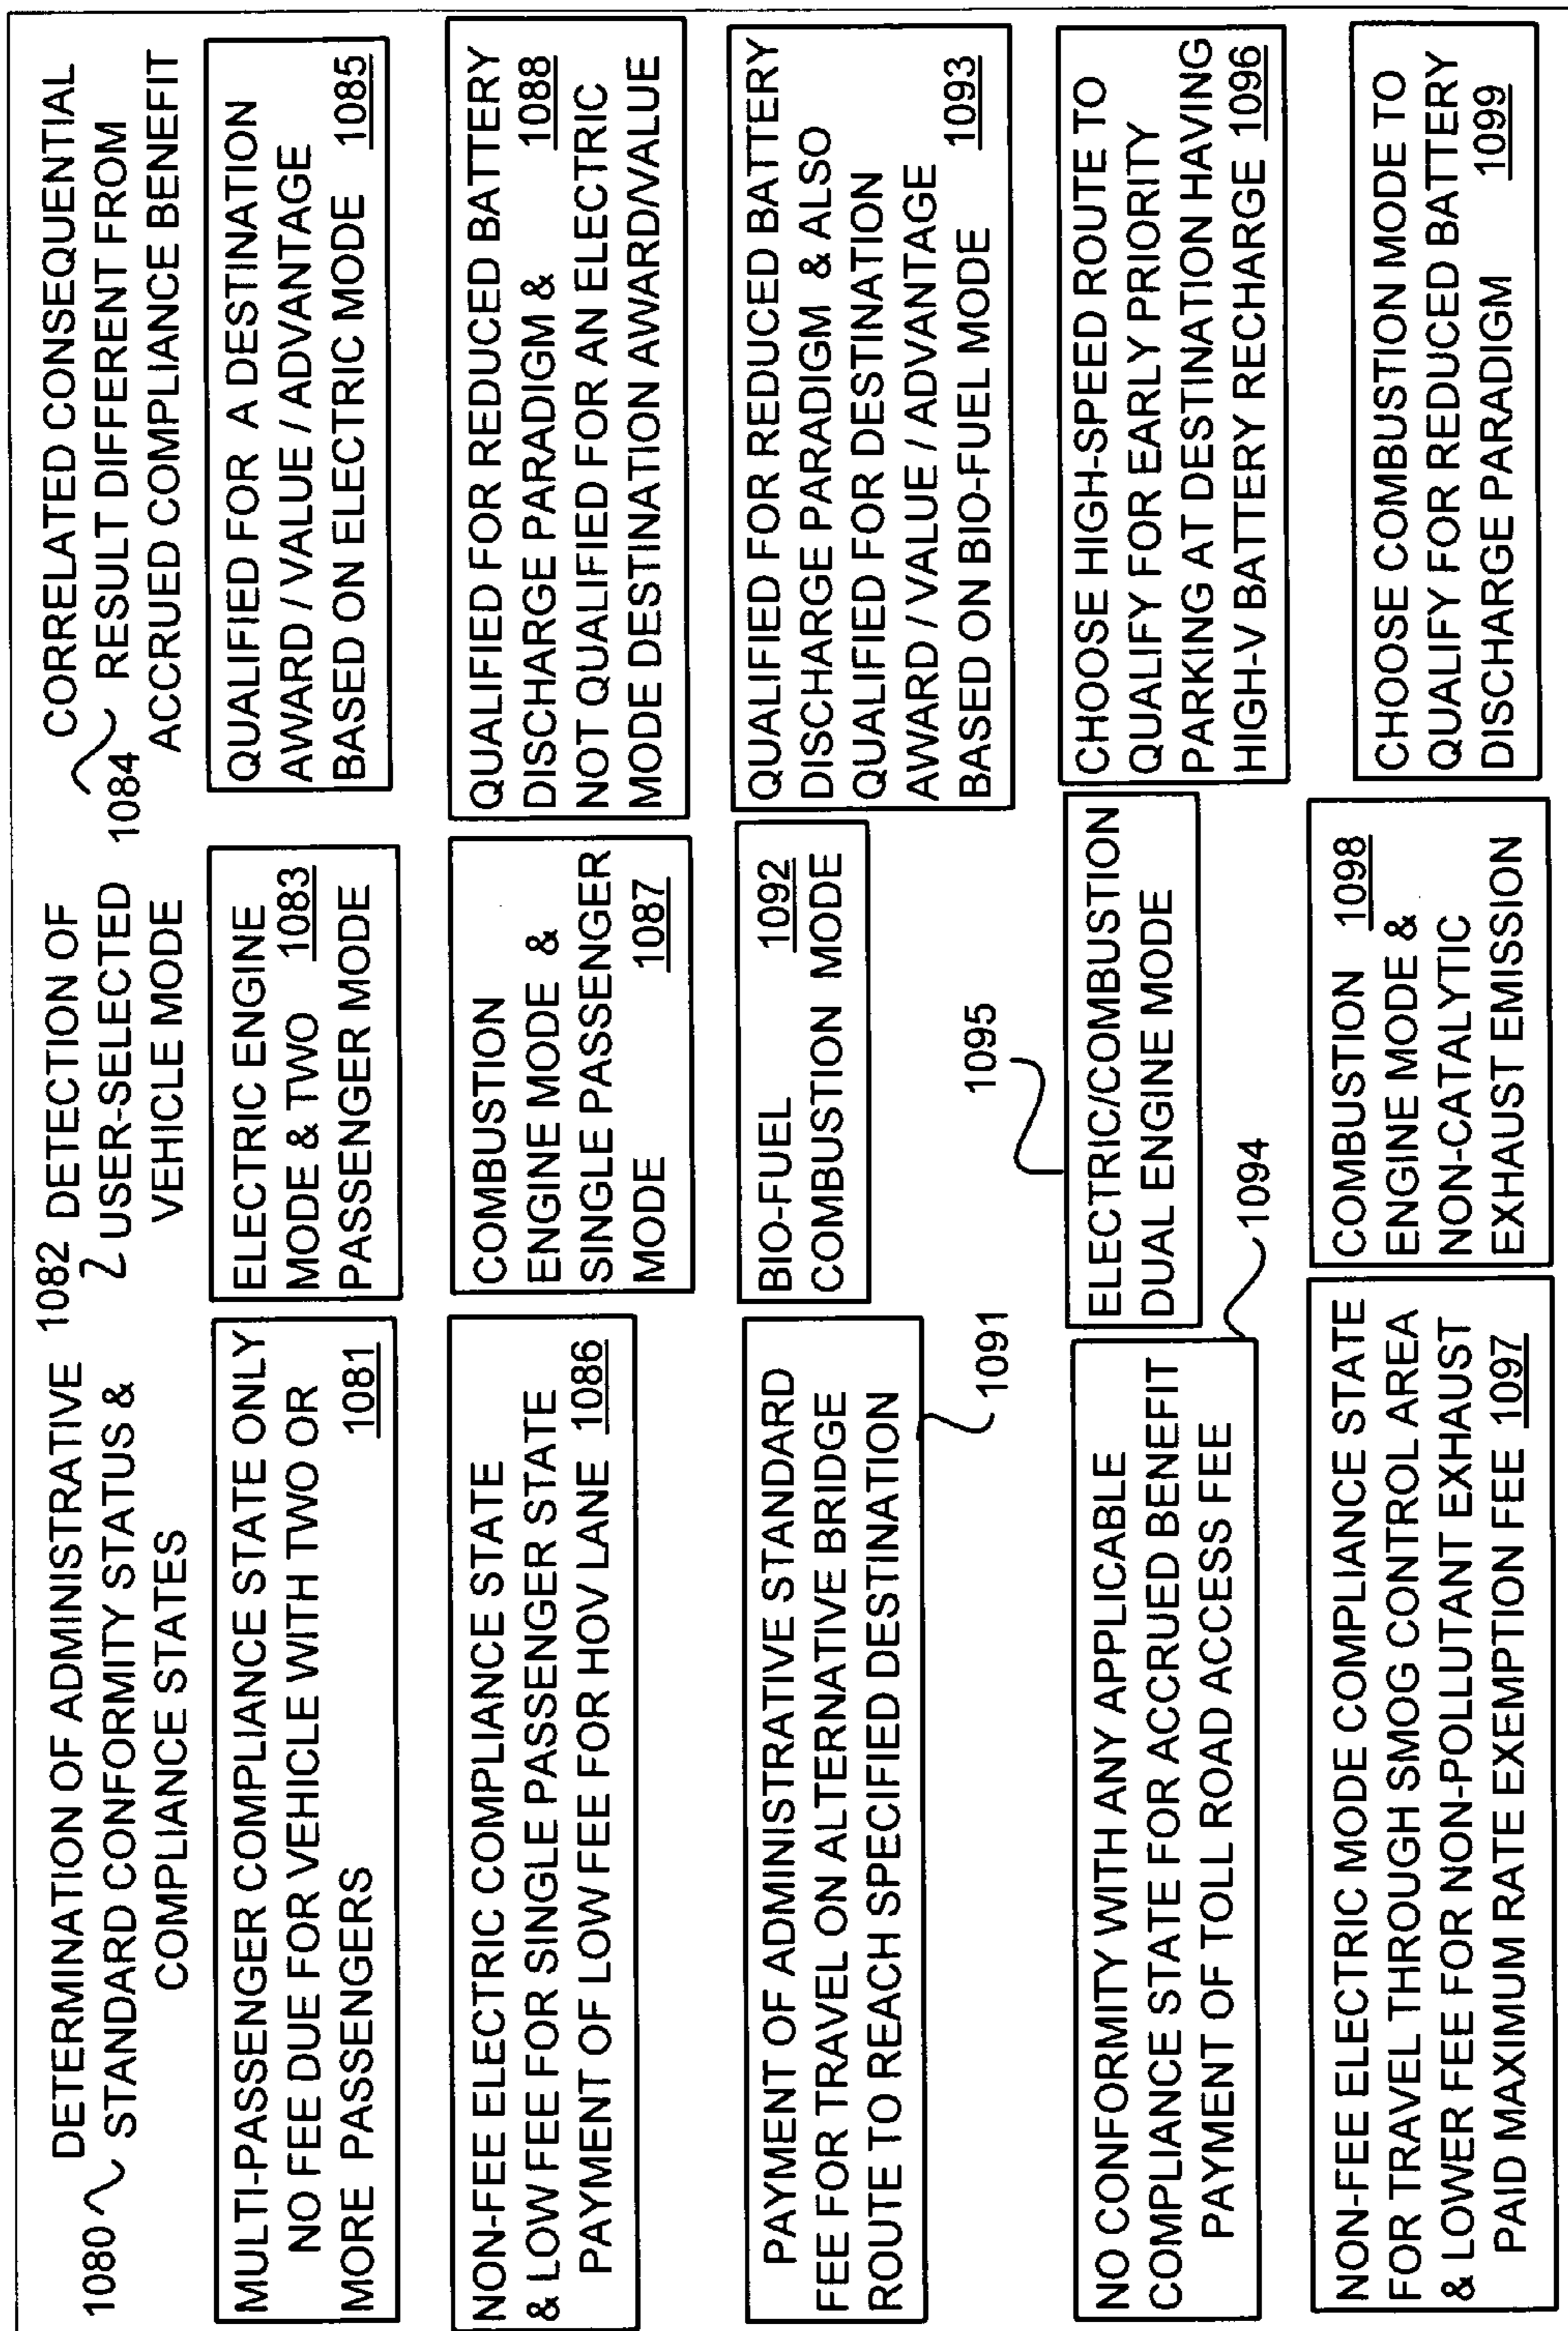 1080 DETERMINATION OF ADMINISTRATIVE
STANDARD CONFORMITY STATUS &
COMPLIANCE STATES
1082 DETECTION OF
USER-SELECTED
VEHICLE MODE
1084 CORRELATED CONSEQUENTIAL
RESULT DIFFERENT FROM
ACCRUED COMPLIANCE BENEFIT
MULTI-PASSENGER COMPLIANCE STATE ONLY
NO FEE DUE FOR VEHICLE WITH TWO OR
MORE PASSENGERS 1081
ELECTRIC ENGINE
MODE & TWO 1083
PASSENGER MODE
QUALIFIED FOR A DESTINATION
AWARD / VALUE / ADVANTAGE
BASED ON ELECTRIC MODE 1085
NON-FEE ELECTRIC COMPLIANCE STATE
& LOW FEE FOR SINGLE PASSENGER STATE
PAYMENT OF LOW FEE FOR HOV LANE 1086
COMBUSTION
ENGINE MODE &
SINGLE PASSENGER
MODE 1087
QUALIFIED FOR REDUCED BATTERY
DISCHARGE PARADIGM & 1088
NOT QUALIFIED FOR AN ELECTRIC
MODE DESTINATION AWARD/VALUE
PAYMENT OF ADMINISTRATIVE STANDARD
FEE FOR TRAVEL ON ALTERNATIVE BRIDGE
ROUTE TO REACH SPECIFIED DESTINATION
1091
BIO-FUEL 1092
COMBUSTION MODE
QUALIFIED FOR REDUCED BATTERY
DISCHARGE PARADIGM & ALSO
QUALIFIED FOR DESTINATION
AWARD / VALUE / ADVANTAGE
BASED ON BIO-FUEL MODE 1093
NO CONFORMITY WITH ANY APPLICABLE
COMPLIANCE STATE FOR ACCRUED BENEFIT
PAYMENT OF TOLL ROAD ACCESS FEE
1094
1095
ELECTRIC/COMBUSTION
DUAL ENGINE MODE
CHOOSE HIGH-SPEED ROUTE TO
QUALIFY FOR EARLY PRIORITY
PARKING AT DESTINATION HAVING
HIGH-V BATTERY RECHARGE 1096
NON-FEE ELECTRIC MODE COMPLIANCE STATE
FOR TRAVEL THROUGH SMOG CONTROL AREA
& LOWER FEE FOR NON-POLLUTANT EXHAUST
PAID MAXIMUM RATE EXEMPTION FEE 1097
COMBUSTION 1098
ENGINE MODE &
NON-CATALYTIC
EXHAUST EMISSION
CHOOSE COMBUSTION MODE TO
QUALIFY FOR REDUCED BATTERY
DISCHARGE PARADIGM 1099